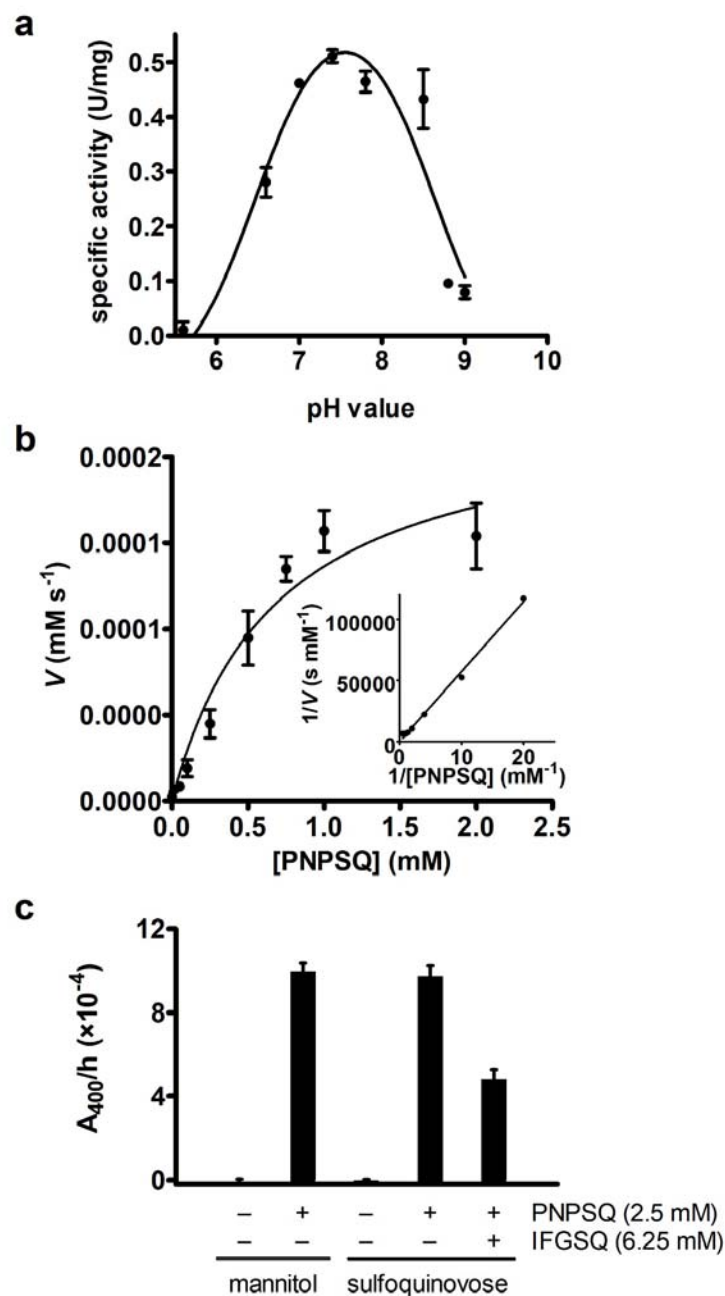 a
specific activity (U/mg)
0.5
0.4
0.3
0.2
0.1
0.0
6 7 8 9 10
pH value
b
V (mM s⁻¹)
0.0002
0.0001
0.0001
0.0000
0.0000
0.0 0.5 1.0 1.5 2.0 2.5
[PNPSQ] (mM)
1/V (s mM⁻¹)
100000
50000
0
0 10 20
1/[PNPSQ] (mM⁻¹)
c
A₄₀₀/h (×10⁻⁴)
12
8
4
0
– + – + + PNPSQ (2.5 mM)
– – – – + IFGSQ (6.25 mM)
mannitol sulfoquinovose